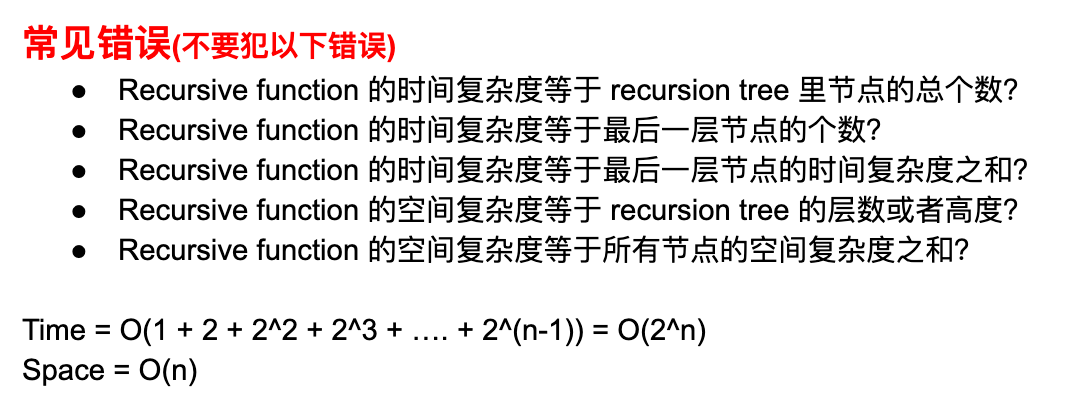 常见错误(不要犯以下错误)
● Recursive function 的时间复杂度等于 recursion tree 里节点的总个数?
● Recursive function 的时间复杂度等于最后一层节点的个数?
● Recursive function 的时间复杂度等于最后一层节点的时间复杂度之和?
● Recursive function 的空间复杂度等于 recursion tree 的层数或者高度?
● Recursive function 的空间复杂度等于所有节点的空间复杂度之和?
Time = O(1 + 2 + 2^2 + 2^3 + …. + 2^(n-1)) = O(2^n)
Space = O(n)